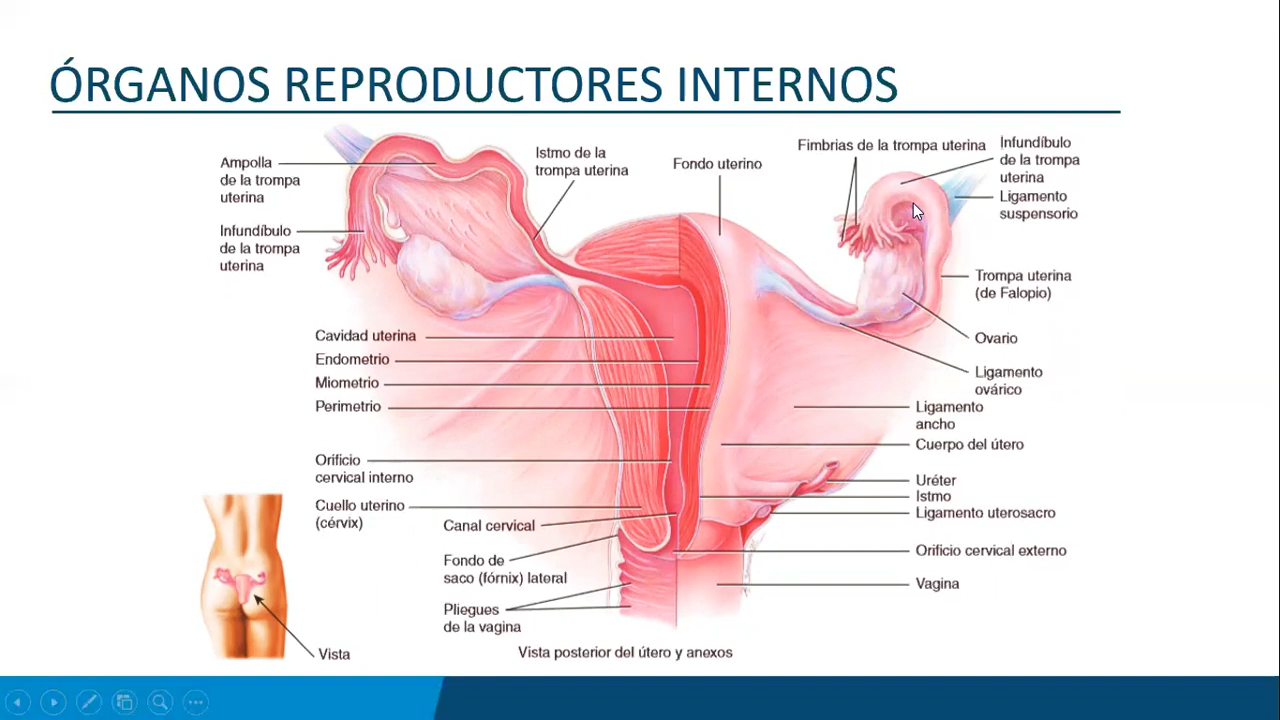 ÓRGANOS REPRODUCTORES INTERNOS
Ampolla
de la trompa
uterina
Infundíbulo
de la trompa
uterina
Istmo de la
trompa uterina
Fondo uterino
Fimbrias de la trompa uterina
Infundíbulo
de la trompa
uterina
Ligamento
suspensorio
Trompa uterina
(de Falopio)
Ovario
Ligamento
ovárico
Ligamento
ancho
Cuerpo del útero
Uréter
Istmo
Ligamento uterosacro
Orificio cervical externo
Vagina
Cavidad uterina
Endometrio
Miometrio
Perimetrio
Orificio
cervical interno
Cuello uterino
(cérvix)
Canal cervical
Fondo de
saco (fórnix) lateral
Pliegues
de la vagina
Vista
Vista posterior del útero y anexos